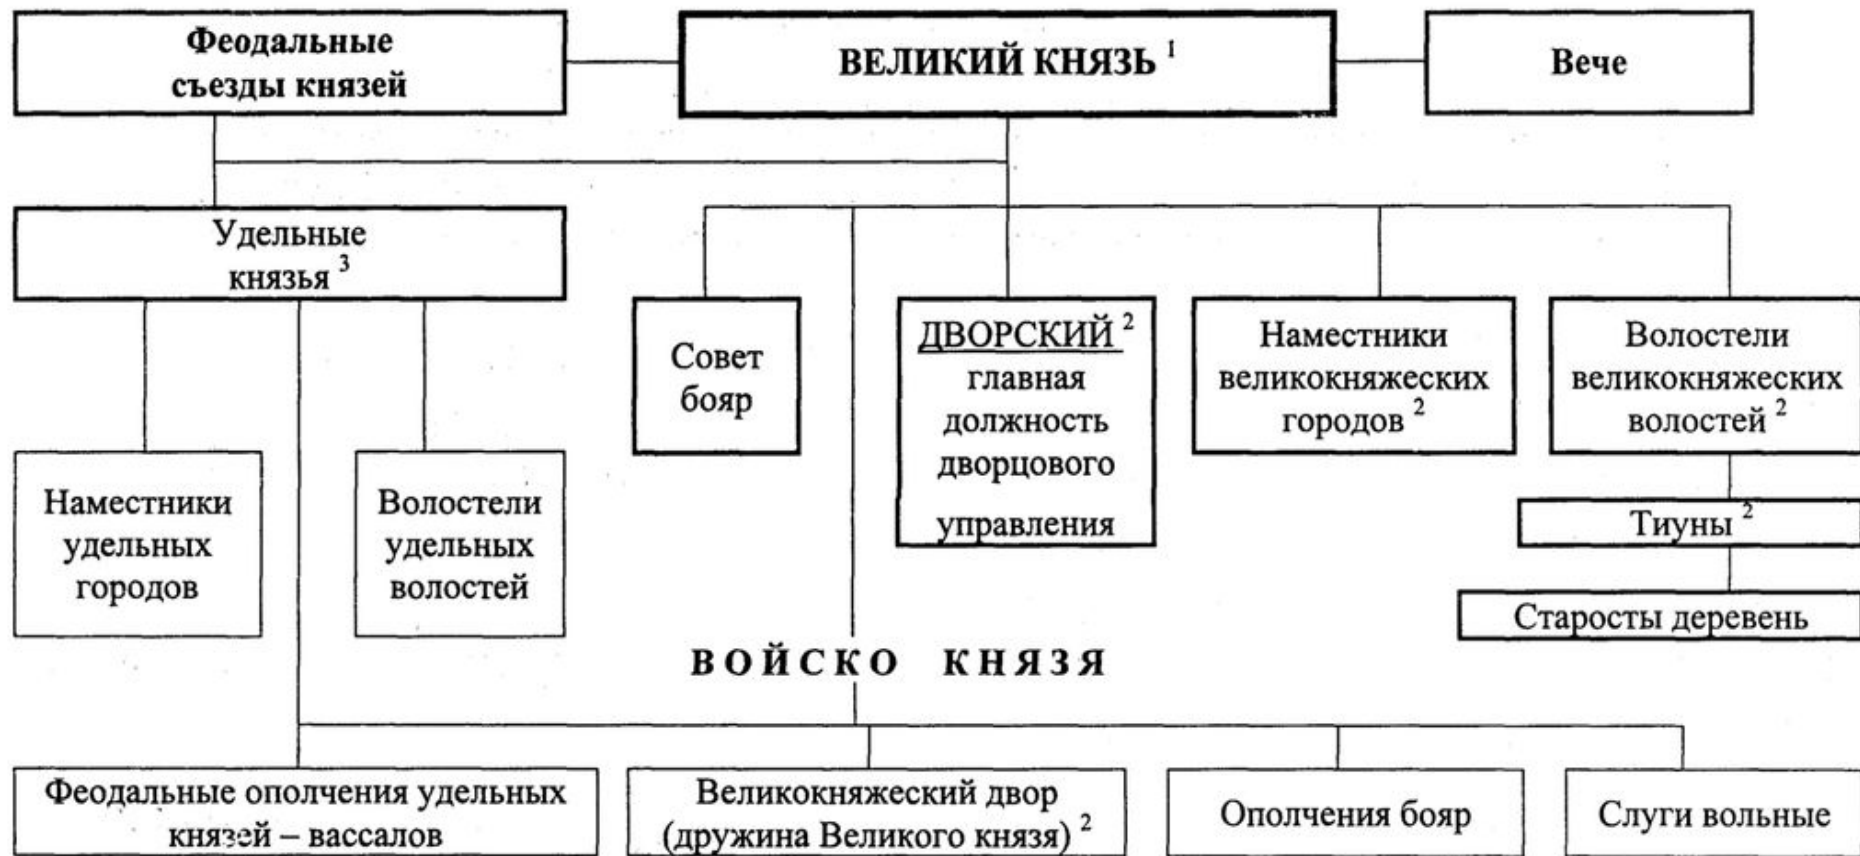 Феодальные
съезды князей
ВЕЛИКИЙ КНЯЗЬ ¹
Вече
Удельные
князья ³
Совет
бояр
ДВОРСКИЙ ²
главная
должность
дворцового
управления
Наместники
великокняжеских
городов ²
Волостели
великокняжеских
волостей ²
Наместники
удельных
городов
Волостели
удельных
волостей
Тиуны ²
Старосты деревень
ВОЙСКО КНЯЗЯ
Феодальные ополчения удельных
князей – вассалов
Великокняжеский двор
(дружина Великого князя) ²
Ополчения бояр
Слуги вольные